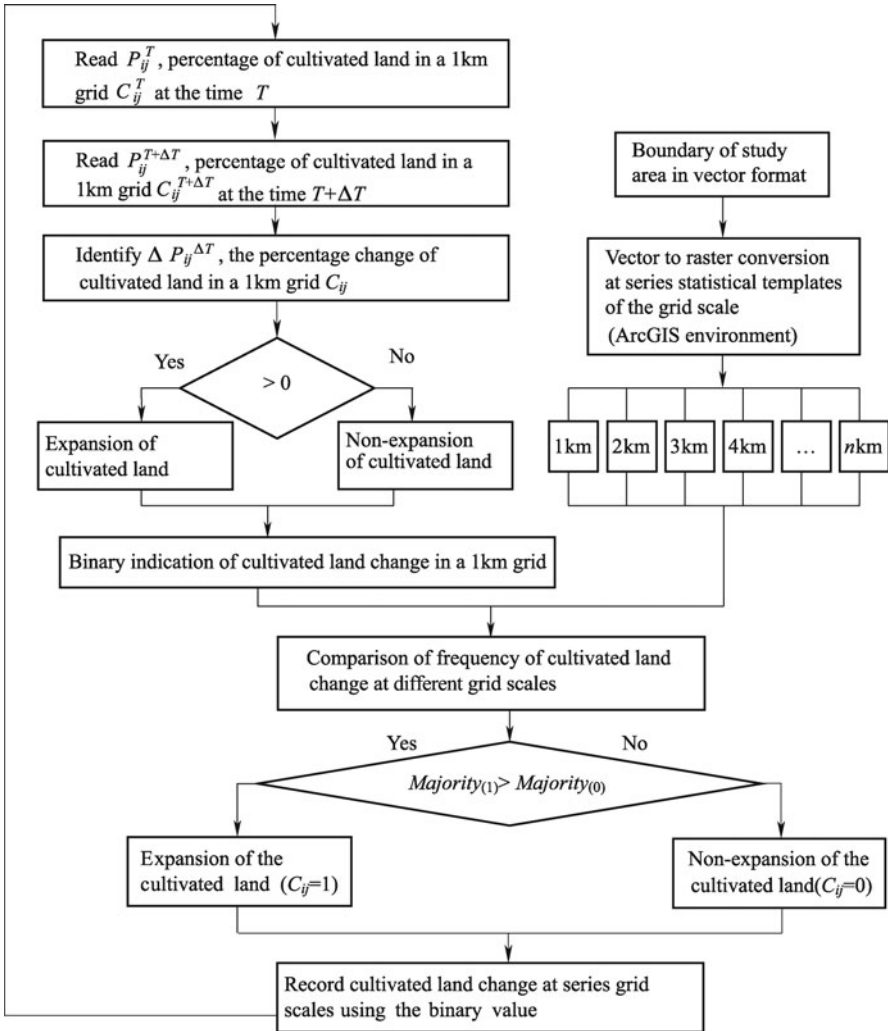 Read P_ij^T, percentage of cultivated land in a 1km
grid C_ij^T at the time T
Read P_ij^T+ΔT, percentage of cultivated land in a
1km grid C_ij^T+ΔT at the time T+ΔT
Identify Δ P_ij^ΔT, the percentage change of
cultivated land in a 1km grid C_ij
Yes
No
> 0
Expansion of
cultivated land
Non-expansion
of cultivated land
Binary indication of cultivated land change in a 1km grid
Boundary of study
area in vector format
Vector to raster conversion
at series statistical templates
of the grid scale
(ArcGIS environment)
1km 2km 3km 4km … nkm
Comparison of frequency of cultivated land
change at different grid scales
Yes
No
Majority(1)> Majority(0)
Expansion of the
cultivated land (C_ij=1)
Non-expansion of the
cultivated land(C_ij=0)
Record cultivated land change at series grid
scales using the binary value